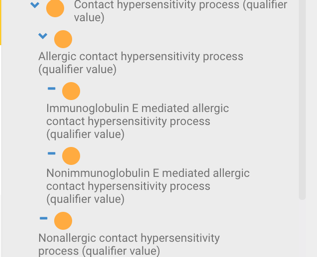 Contact hypersensitivity process (qualifier
value)
Allergic contact hypersensitivity process
(qualifier value)
Immunoglobulin E mediated allergic
contact hypersensitivity process
(qualifier value)
Nonimmunoglobulin E mediated allergic
contact hypersensitivity process
(qualifier value)
Nonallergic contact hypersensitivity
process (qualifier value)